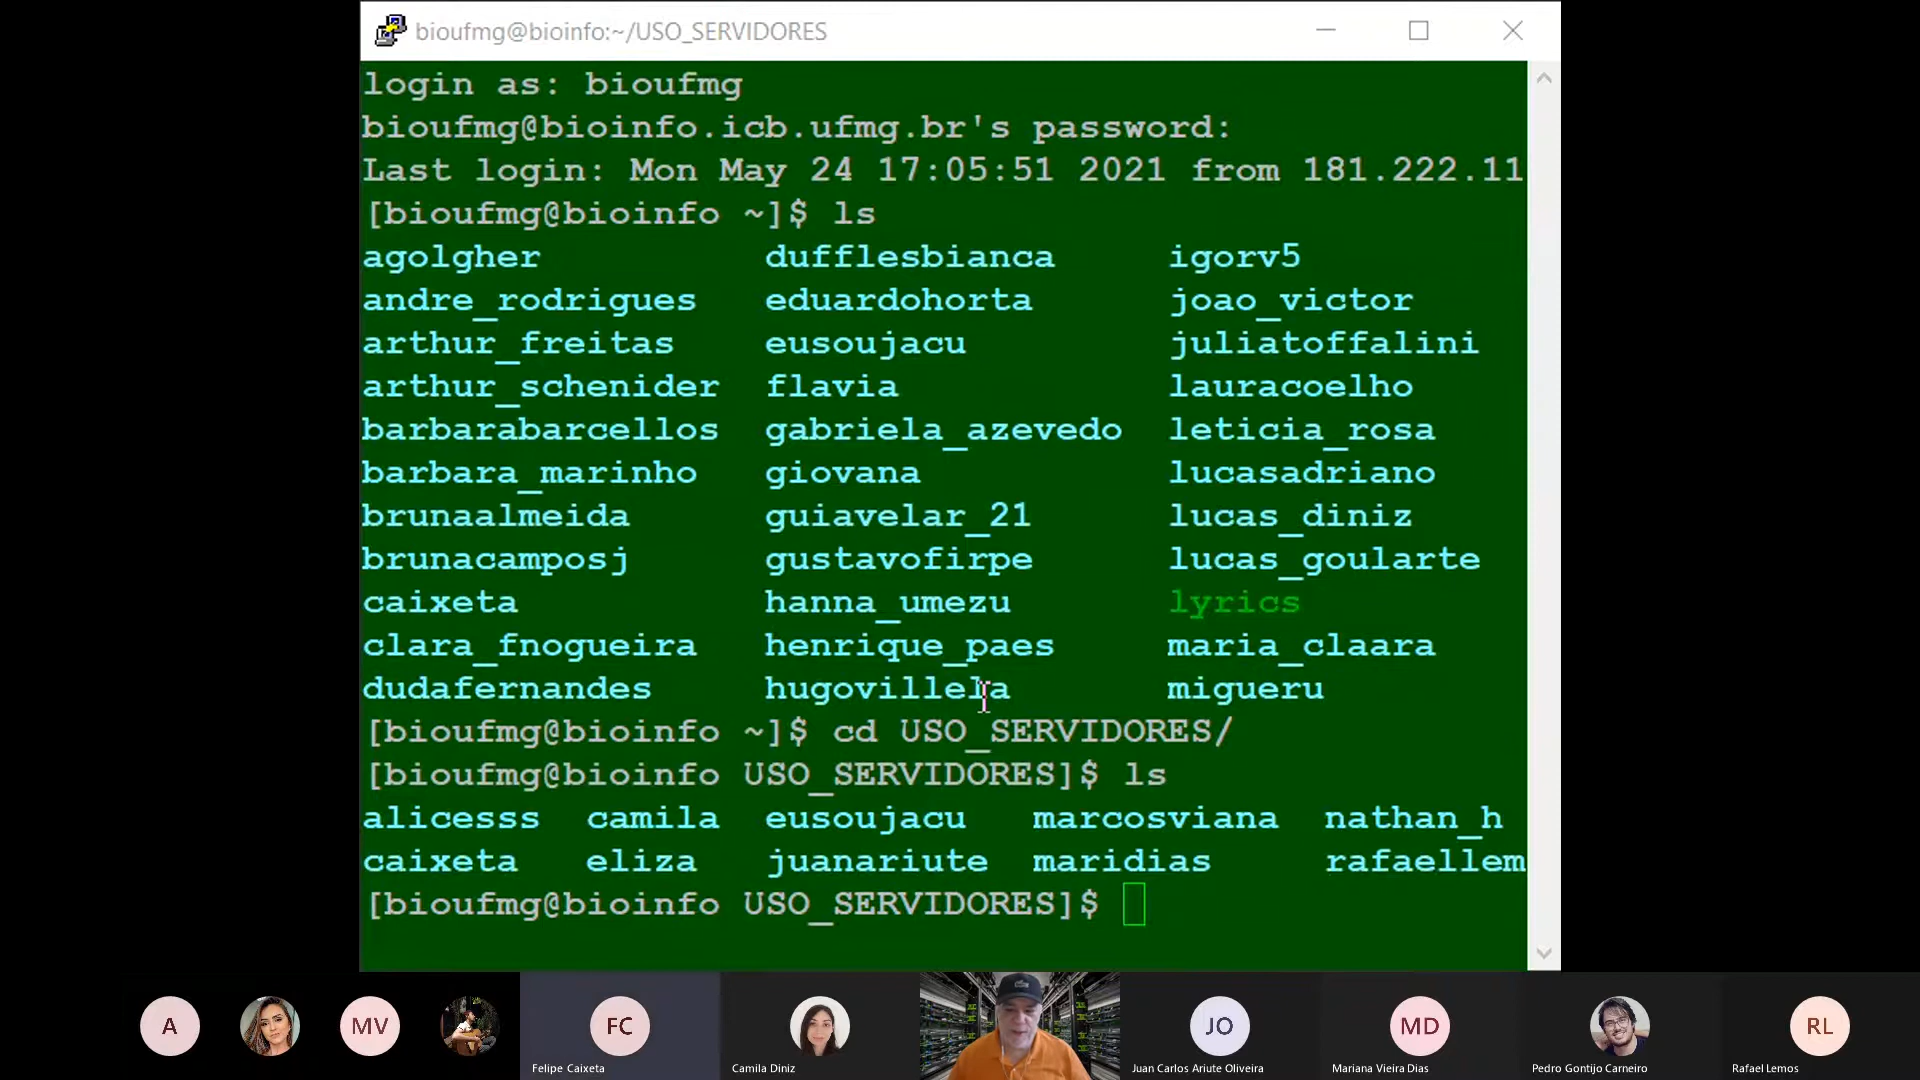 bioufmg@bioinfo:~/USO_SERVIDORES
login as: bioufmg
bioufmg@bioinfo.icb.ufmg.br's password:
Last login: Mon May 24 17:05:51 2021 from 181.222.11
[bioufmg@bioinfo ~]$ ls
agolgher dufflesbianca igorv5
andre_rodrigues eduardohorta joao_victor
arthur_freitas eusoujacu juliatoffalini
arthur_schenider flavia lauracoelho
barbarabarcellos gabriela_azevedo leticia_rosa
barbara_marinho giovana lucasadriano
brunaalmeida guiavelar_21 lucas_diniz
brunacamposj gustavofirpe lucas_goularte
caixeta hanna_umezu lyrics
clara_fnogueira henrique_paes maria_claara
dudafernandes hugovillela migueru
[bioufmg@bioinfo ~]$ cd USO_SERVIDORES/
[bioufmg@bioinfo USO_SERVIDORES]$ ls
alicesss camila eusoujacu marcosviana nathan_h
caixeta eliza juanariute maridias rafaellem
[bioufmg@bioinfo USO_SERVIDORES]$
A MV FC JO MD RL
Felipe Caixeta Camila Diniz Juan Carlos Ariute Oliveira Mariana Vieira Dias Pedro Gontijo Carneiro Rafael Lemos